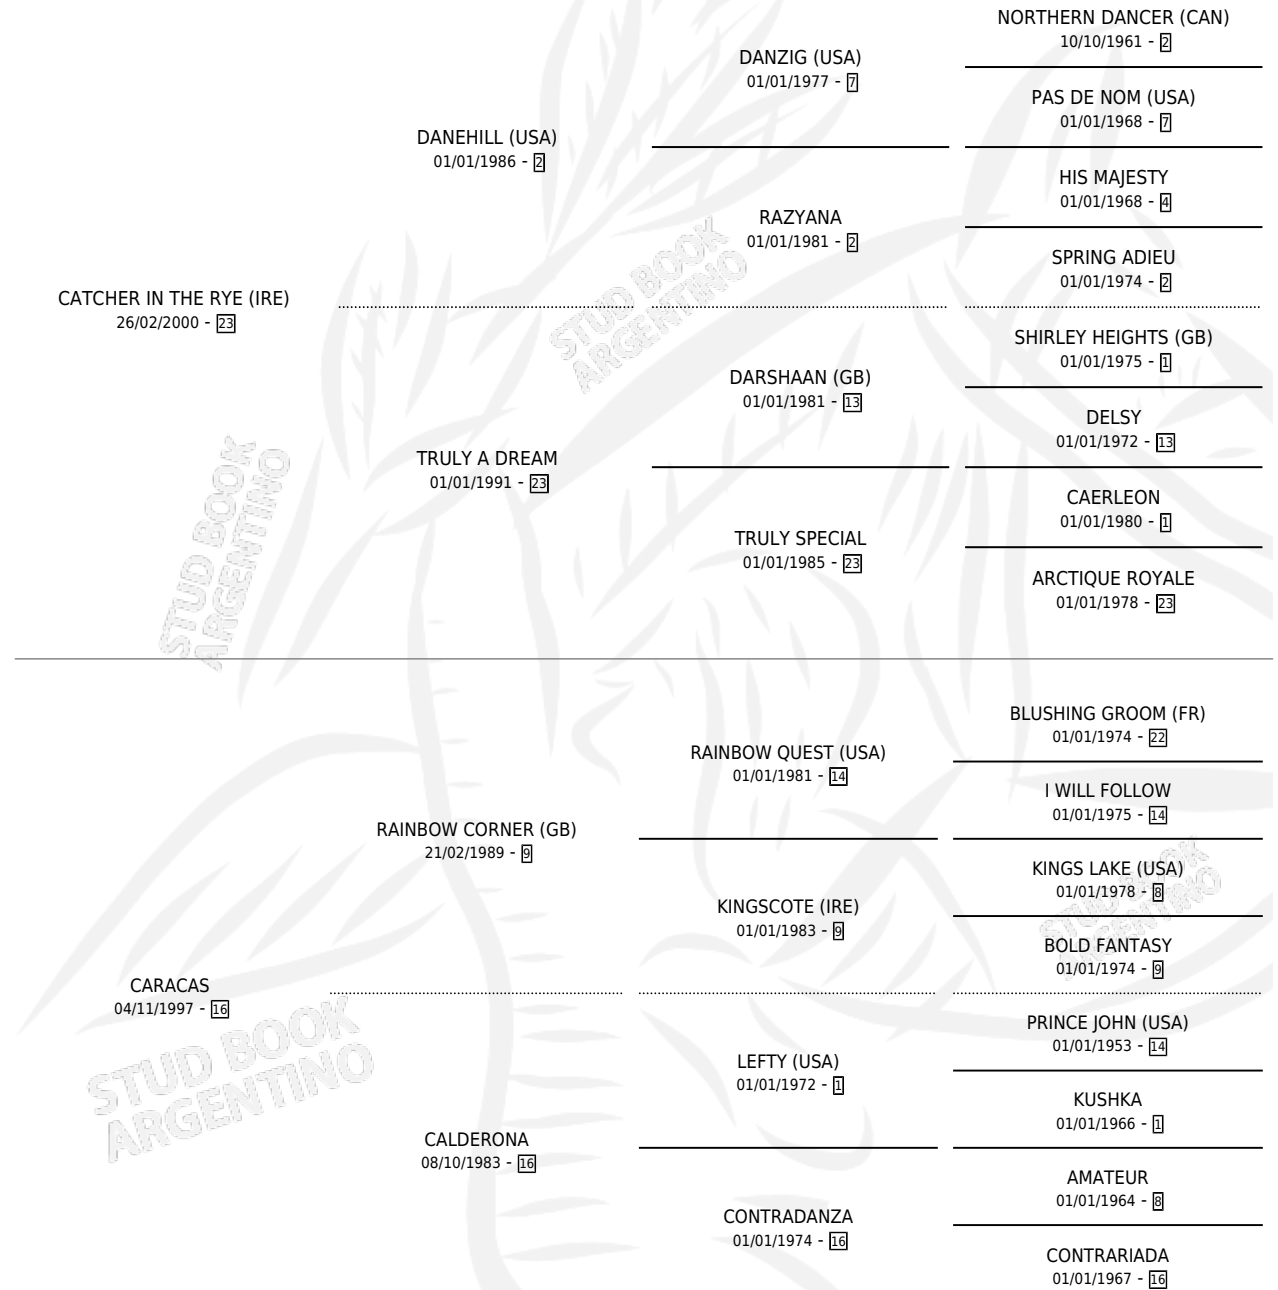 NORTHERN DANCER (CAN)
10/10/1961 - 2
DANZIG (USA)
01/01/1977 - 7
PAS DE NOM (USA)
01/01/1968 - 7
DANEHILL (USA)
01/01/1986 - 2
HIS MAJESTY
01/01/1968 - 4
RAZYANA
01/01/1981 - 2
SPRING ADIEU
01/01/1974 - 2
CATCHER IN THE RYE (IRE)
26/02/2000 - 23
SHIRLEY HEIGHTS (GB)
01/01/1975 - 1
DARSHAAN (GB)
01/01/1981 - 13
DELSY
01/01/1972 - 13
TRULY A DREAM
01/01/1991 - 23
CAERLEON
01/01/1980 - 1
TRULY SPECIAL
01/01/1985 - 23
ARCTIQUE ROYALE
01/01/1978 - 23
BLUSHING GROOM (FR)
01/01/1974 - 22
RAINBOW QUEST (USA)
01/01/1981 - 14
I WILL FOLLOW
01/01/1975 - 14
RAINBOW CORNER (GB)
21/02/1989 - 9
KINGS LAKE (USA)
01/01/1978 - 8
KINGSCOTE (IRE)
01/01/1983 - 9
BOLD FANTASY
01/01/1974 - 9
CARACAS
04/11/1997 - 16
PRINCE JOHN (USA)
01/01/1953 - 14
LEFTY (USA)
01/01/1972 - 1
KUSHKA
01/01/1966 - 1
CALDERONA
08/10/1983 - 16
AMATEUR
01/01/1964 - 8
CONTRADANZA
01/01/1974 - 16
CONTRARIADA
01/01/1967 - 16
STUD BOOK
ARGENTINO
STUD BOOK
ARGENTINO
STUD BOOK
ARGENTINO
STUD BOOK
ARGENTINO